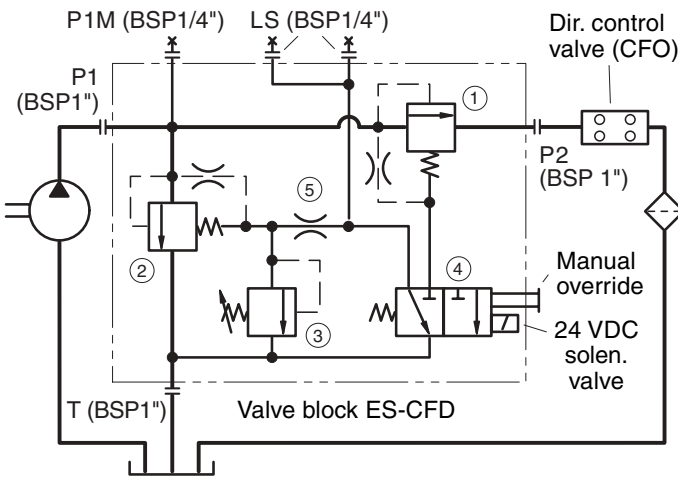 P1M (BSP1/4")
LS (BSP1/4")
Dir. control
valve (CFO)
P1
(BSP1")
1
P2
(BSP 1")
5
2
4
3
Manual
override
24 VDC
solen.
valve
T (BSP1")
Valve block ES-CFD